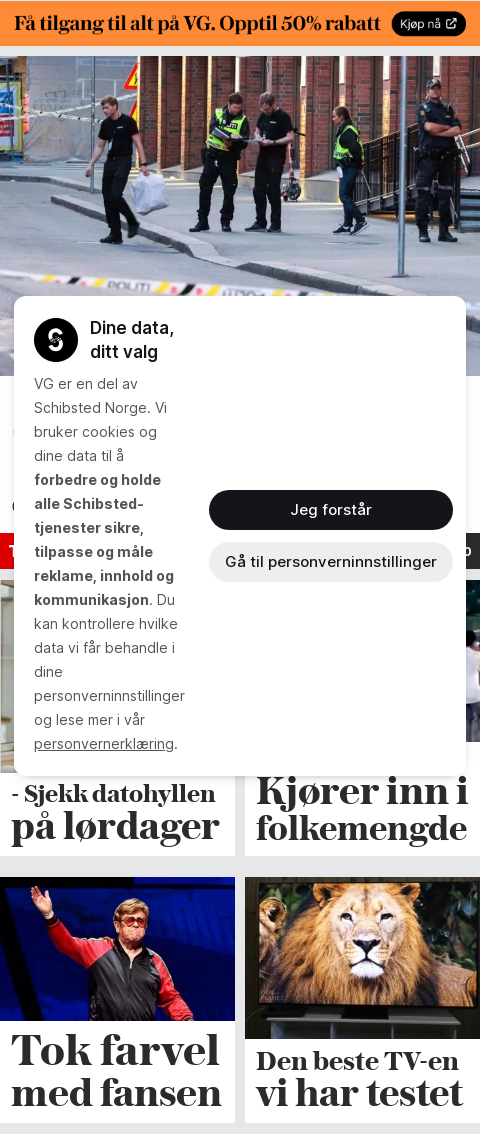 Få tilgang til alt på VG. Opptil 50% rabatt
Kjøp nå
POLITI
Dine data,
ditt valg
VG er en del av
Schibsted Norge. Vi
bruker cookies og
dine data til å
forbedre og holde
alle Schibsted-
tjenester sikre,
tilpasse og måle
reklame, innhold og
kommunikasjon. Du
kan kontrollere hvilke
data vi får behandle i
dine
personverninnstillinger
og lese mer i vår
personvernerklæring.
Jeg forstår
Gå til personverninnstillinger
- Sjekk datohyllen
på lørdager
Kjører inn i
folkemengde
Tok farvel
med fansen
Den beste TV-en
vi har testet